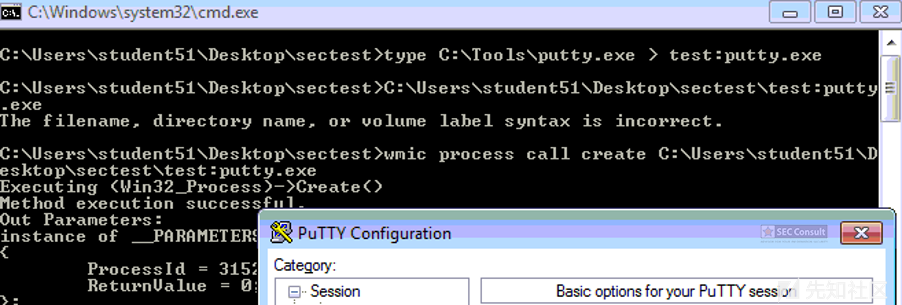 C:\Windows\system32\cmd.exe
C:\Users\student51\Desktop\sectest>type C:\Tools\putty.exe > test:putty.exe
C:\Users\student51\Desktop\sectest>C:\Users\student51\Desktop\sectest\test:putty
.exe
The filename, directory name, or volume label syntax is incorrect.
C:\Users\student51\Desktop\sectest>wmic process call create C:\Users\student51\D
esktop\sectest\test:putty.exe
Executing (Win32_Process)->Create()
Method execution successful.
Out Parameters:
instance of __PARAMETERS
{
ProcessId = 3152
ReturnValue = 0;
};
PuTTY Configuration
SEC Consult
Category:
Session
Basic options for your PuTTY session
先知社区